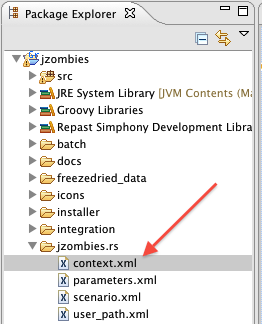 Package Explorer
jzombies
src
JRE System Library [JVM Contents (Ma
Groovy Libraries
Repast Simphony Development Libra
batch
docs
freezedried_data
icons
installer
integration
jzombies.rs
context.xml
parameters.xml
scenario.xml
user_path.xml